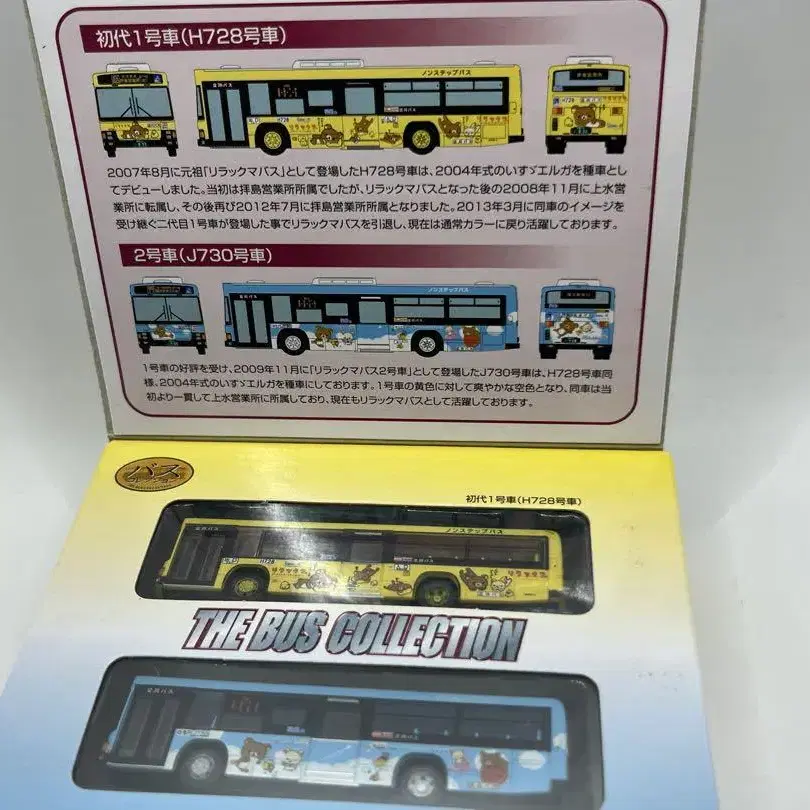 初代1号車(H728号車)
ノンステップバス
H728
2007年8月に元祖「リラックマバス」として登場したH728号車は、2004年式のいすゞエルガを種車とし
てデビューしました。当初は拝島営業所所属でしたが、リラックマバスとなった後の2008年11月に上水営
業所に転属し、その後再び2012年7月に拝島営業所所属となりました。2013年3月に同車のイメージを
受け継ぐ二代目1号車が登場した事でリラックマバスを引退し、現在は通常カラーに戻り活躍しております。
2号車(J730号車)
ノンステップバス
1号車の好評を受け、2009年11月に「リラックマバス2号車」として登場したJ730号車は、H728号車同
様、2004年式のいすゞエルガを種車にしております。1号車の黄色に対して爽やかな空色となり、同車は当
初より一貫して上水営業所に所属しており、現在もリラックマバスとして活躍しております。
バス
初代1号車(H728号車)
ノンステップバス
H728
THE BUS COLLECTION
立川バス